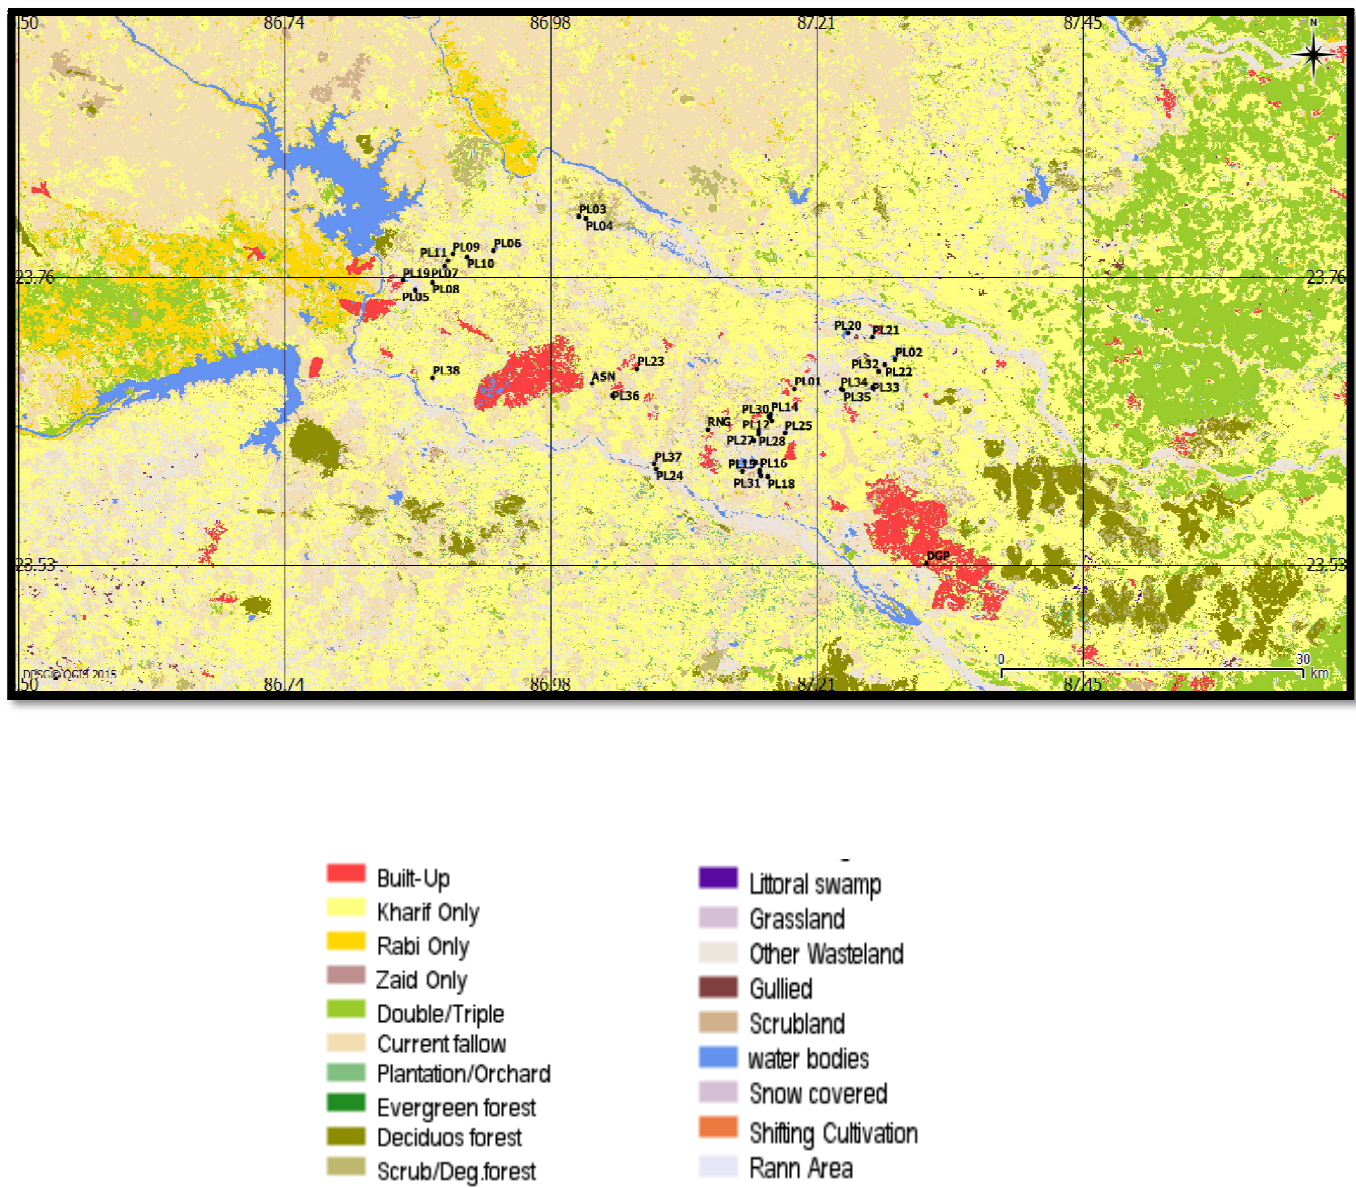 .50 86.74 86.98 87.21 87.45 N
PL03
PL04
PL06
PL09
PL11
PL10
PL19 PL07
23.76 23.76
PL08
PL05
PL20 PL21
PL02
PL23 PL32
PL38 PL22
ASN PL01 PL34 PL33
PL36 PL35
PL30 PL14
RNG PL12 PL25
PL27 PL28
PL37 PL16
PL24
PL31 PL18
DGP
23.53 23.53
0 30
km
2015
.50 86.74 86.98 87.21 87.45
Built-Up
Kharif Only
Rabi Only
Zaid Only
Double/Triple
Current fallow
Plantation/Orchard
Evergreen forest
Deciduos forest
Scrub/Deg.forest
Littoral swamp
Grassland
Other Wasteland
Gullied
Scrubland
water bodies
Snow covered
Shifting Cultivation
Rann Area